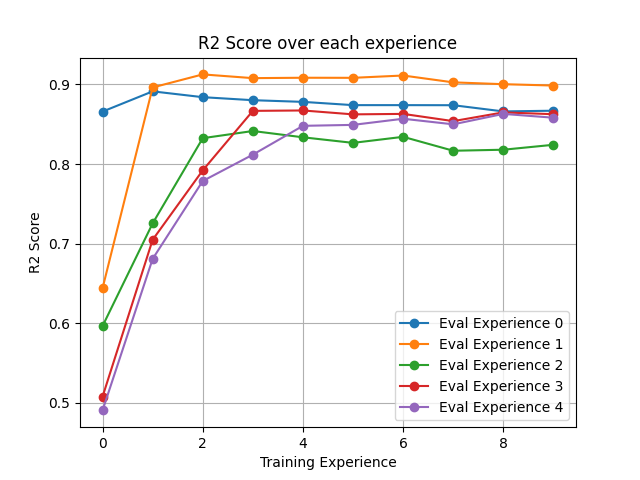 R2 Score over each experience
R2 Score
0.9
0.8
0.7
0.6
0.5
0
2
4
6
8
Training Experience
Eval Experience 0
Eval Experience 1
Eval Experience 2
Eval Experience 3
Eval Experience 4